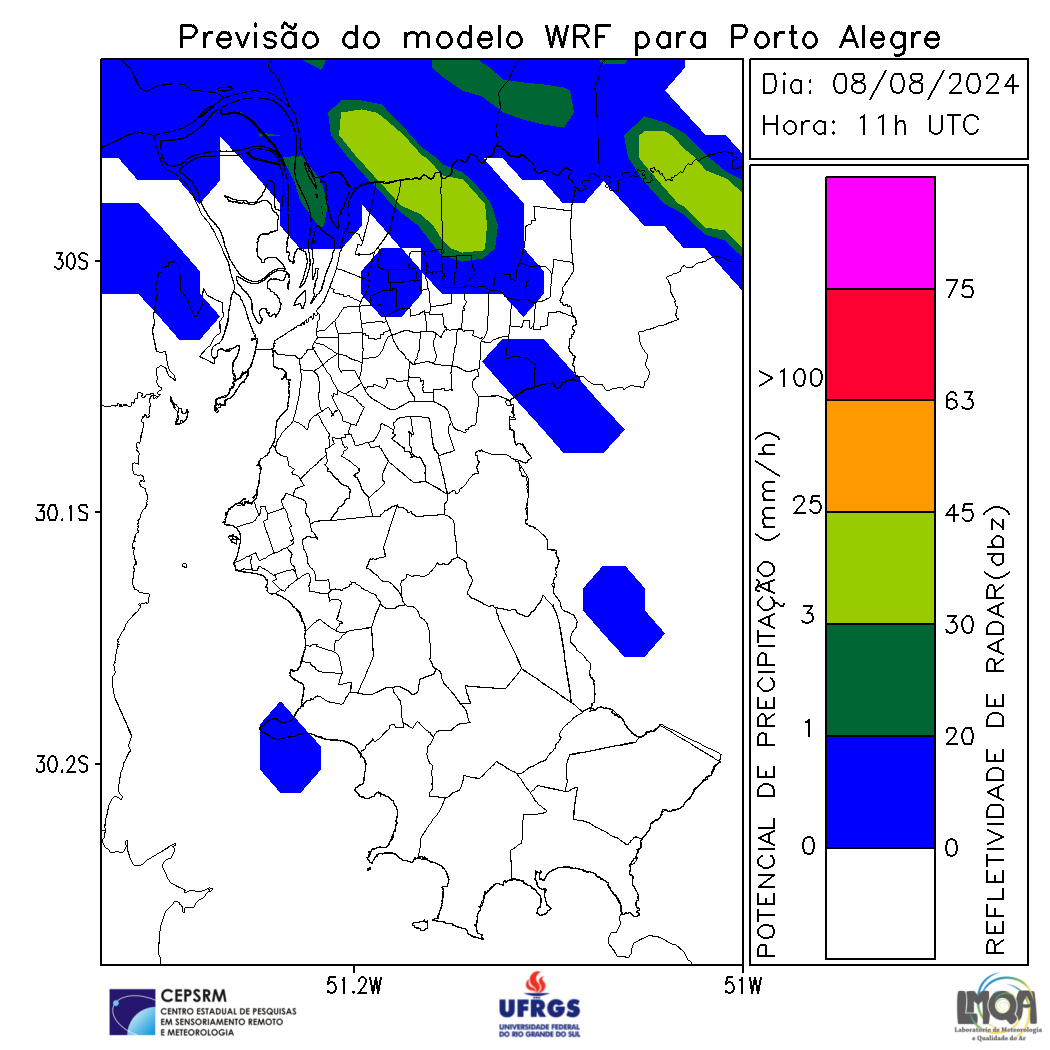 Previsão do modelo WRF para Porto Alegre
Dia: 08/08/2024
Hora: 11h UTC
30S
30.1S
30.2S
51.2W
51W
POTENCIAL DE PRECIPITAÇÃO (mm/h)
>100
25
3
1
0
75
63
45
30
20
0
REFLETIVIDADE DE RADAR(dbz)
CEPSRM
CENTRO ESTADUAL DE PESQUISAS
EM SENSORIAMENTO REMOTO
E METEOROLOGIA
UFRGS
UNIVERSIDADE FEDERAL
DO RIO GRANDE DO SUL
LMQA
Laboratório de Meteorologia
e Qualidade do Ar